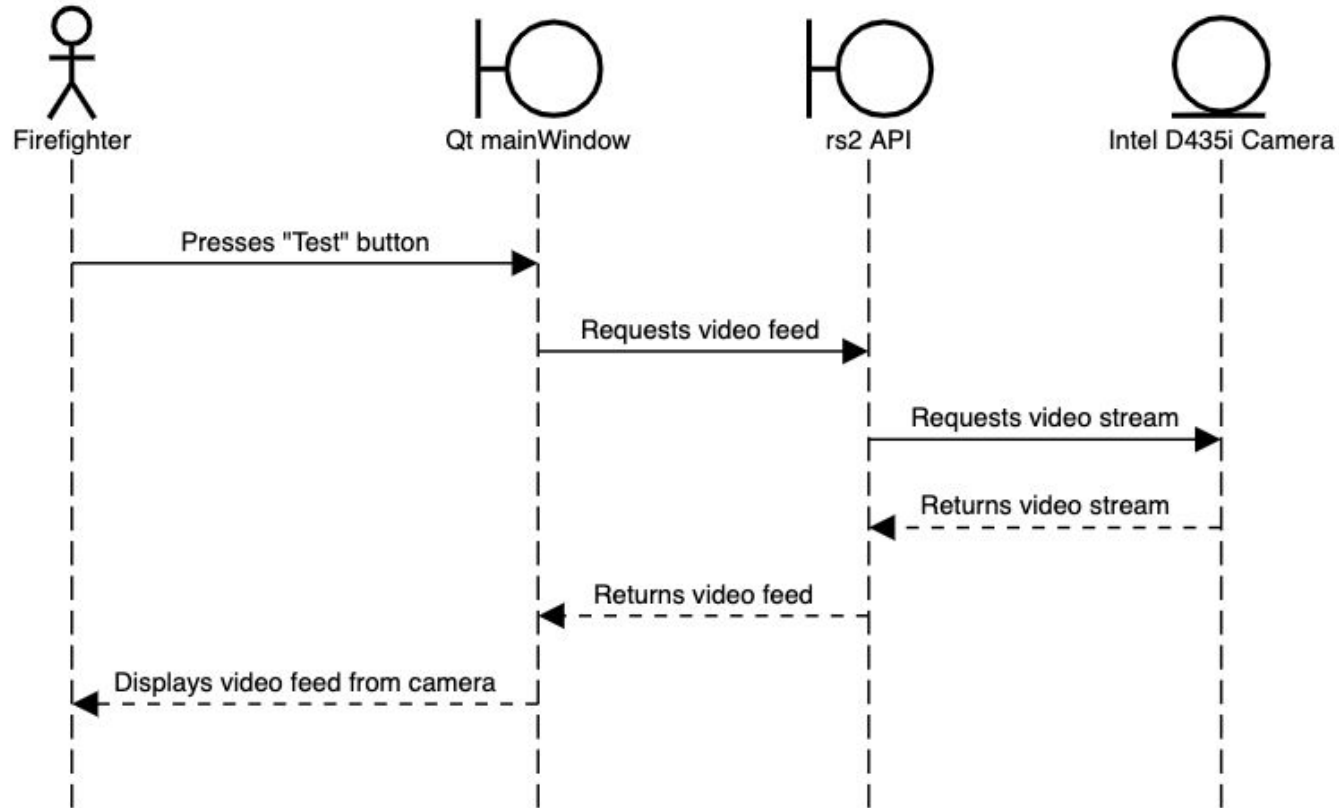 Firefighter
Qt mainWindow
rs2 API
Intel D435i Camera
Presses "Test" button
Requests video feed
Requests video stream
Returns video stream
Returns video feed
Displays video feed from camera